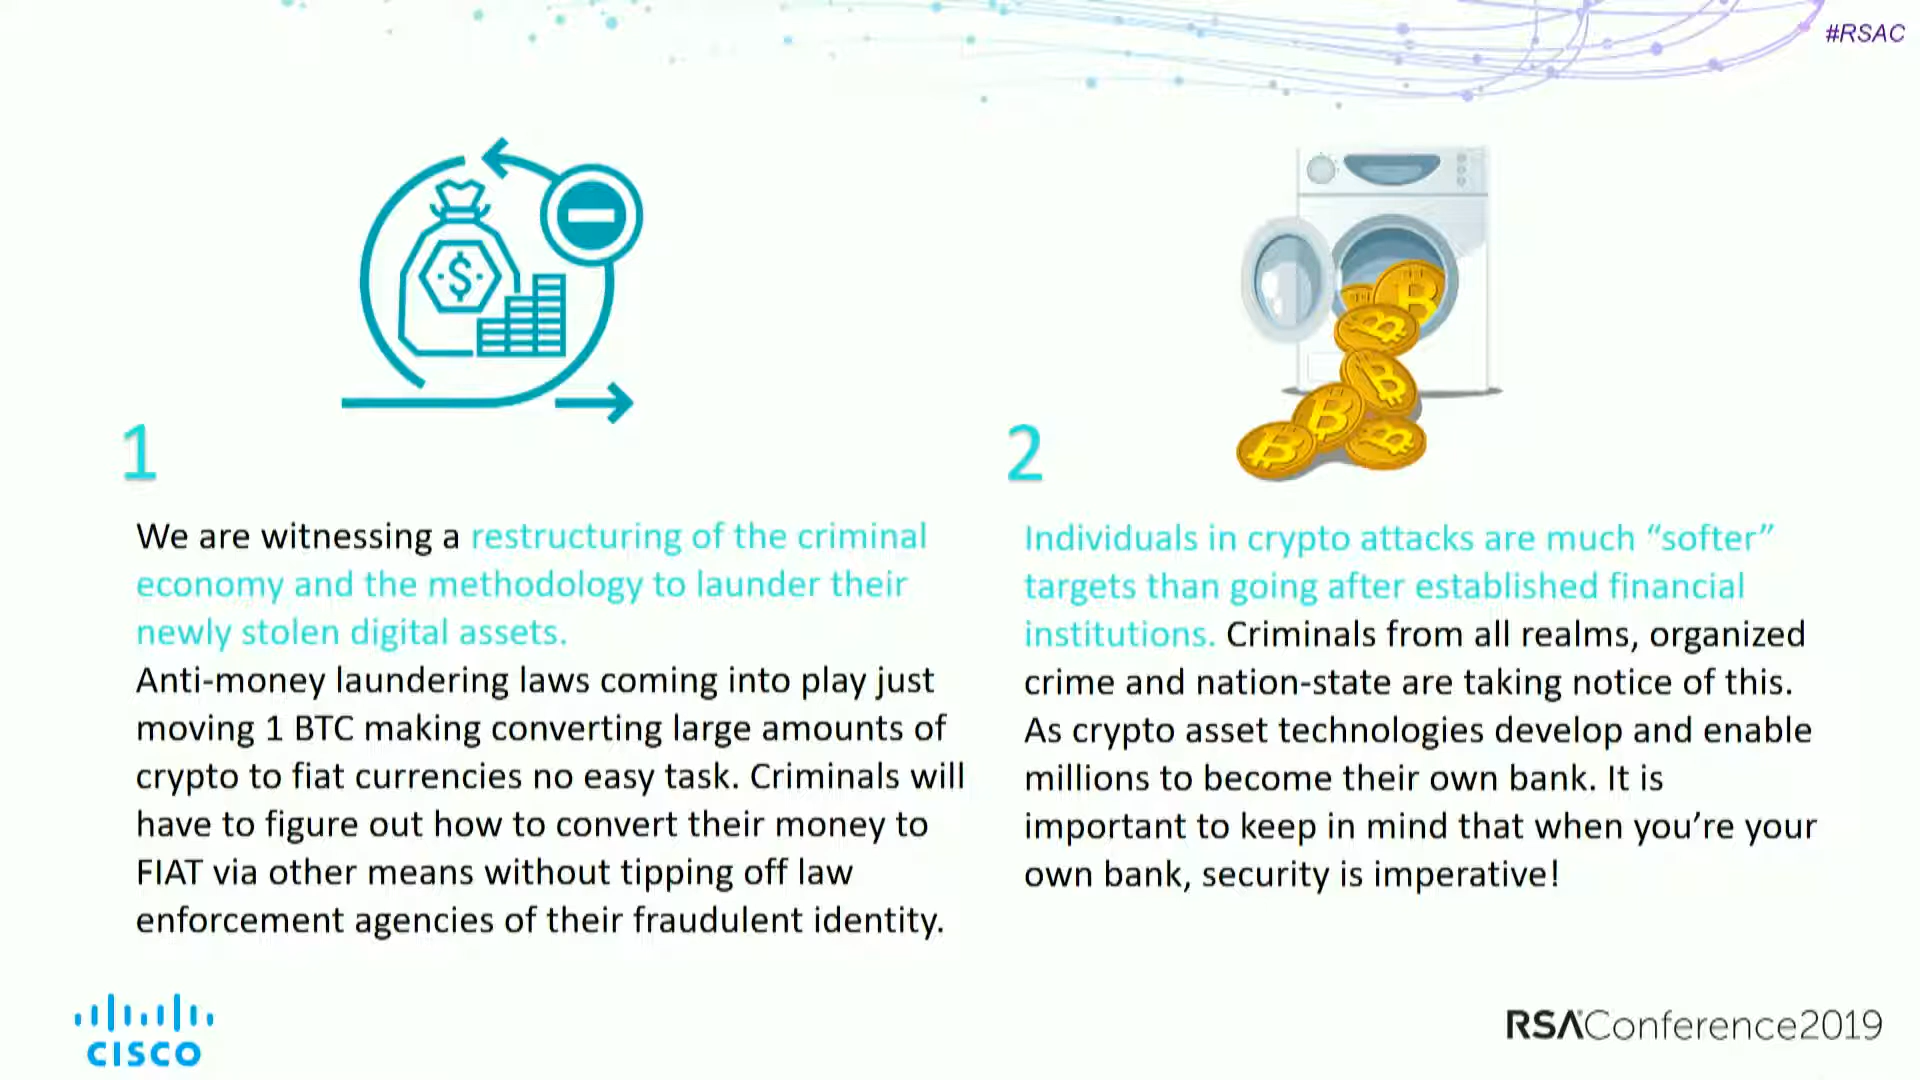 #RSAC
$
1
We are witnessing a restructuring of the criminal
economy and the methodology to launder their
newly stolen digital assets.
Anti-money laundering laws coming into play just
moving 1 BTC making converting large amounts of
crypto to fiat currencies no easy task. Criminals will
have to figure out how to convert their money to
FIAT via other means without tipping off law
enforcement agencies of their fraudulent identity.
2
Individuals in crypto attacks are much “softer”
targets than going after established financial
institutions. Criminals from all realms, organized
crime and nation-state are taking notice of this.
As crypto asset technologies develop and enable
millions to become their own bank. It is
important to keep in mind that when you’re your
own bank, security is imperative!
CISCO
RSAConference2019